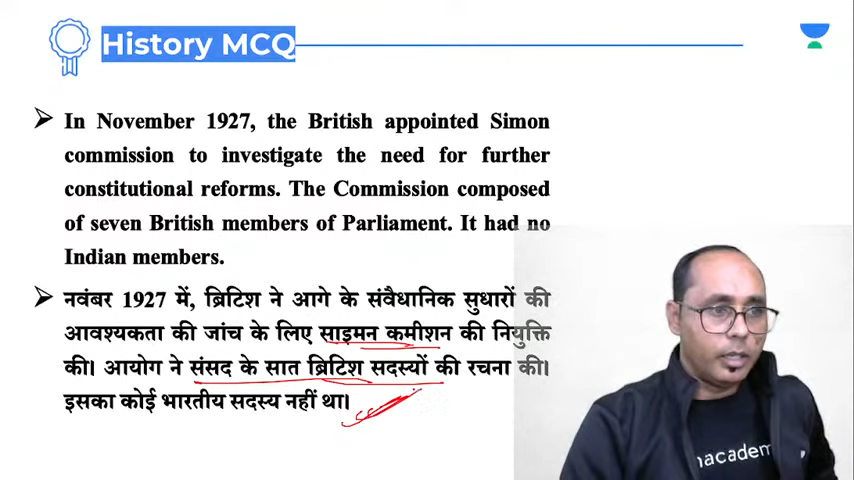 History MCQ
In November 1927, the British appointed Simon
commission to investigate the need for further
constitutional reforms. The Commission composed
of seven British members of Parliament. It had no
Indian members.
नवंबर 1927 में, ब्रिटिश ने आगे के संवैधानिक सुधारों की
आवश्यकता की जांच के लिए साइमन कमीशन की नियुक्ति
की। आयोग ने संसद के सात ब्रिटिश सदस्यों की रचना की।
इसका कोई भारतीय सदस्य नहीं था।